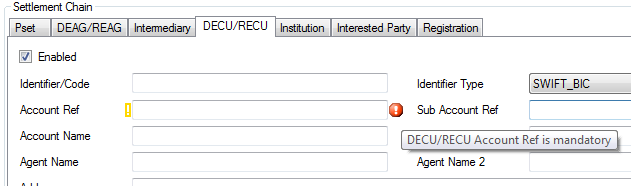 Settlement Chain
Pset DEAG/REAG Intermediary DECU/RECU Institution Interested Party Registration
Enabled
Identifier/Code Identifier Type SWIFT_BIC
Account Ref Sub Account Ref
Account Name DECU/RECU Account Ref is mandatory
Agent Name Agent Name 2